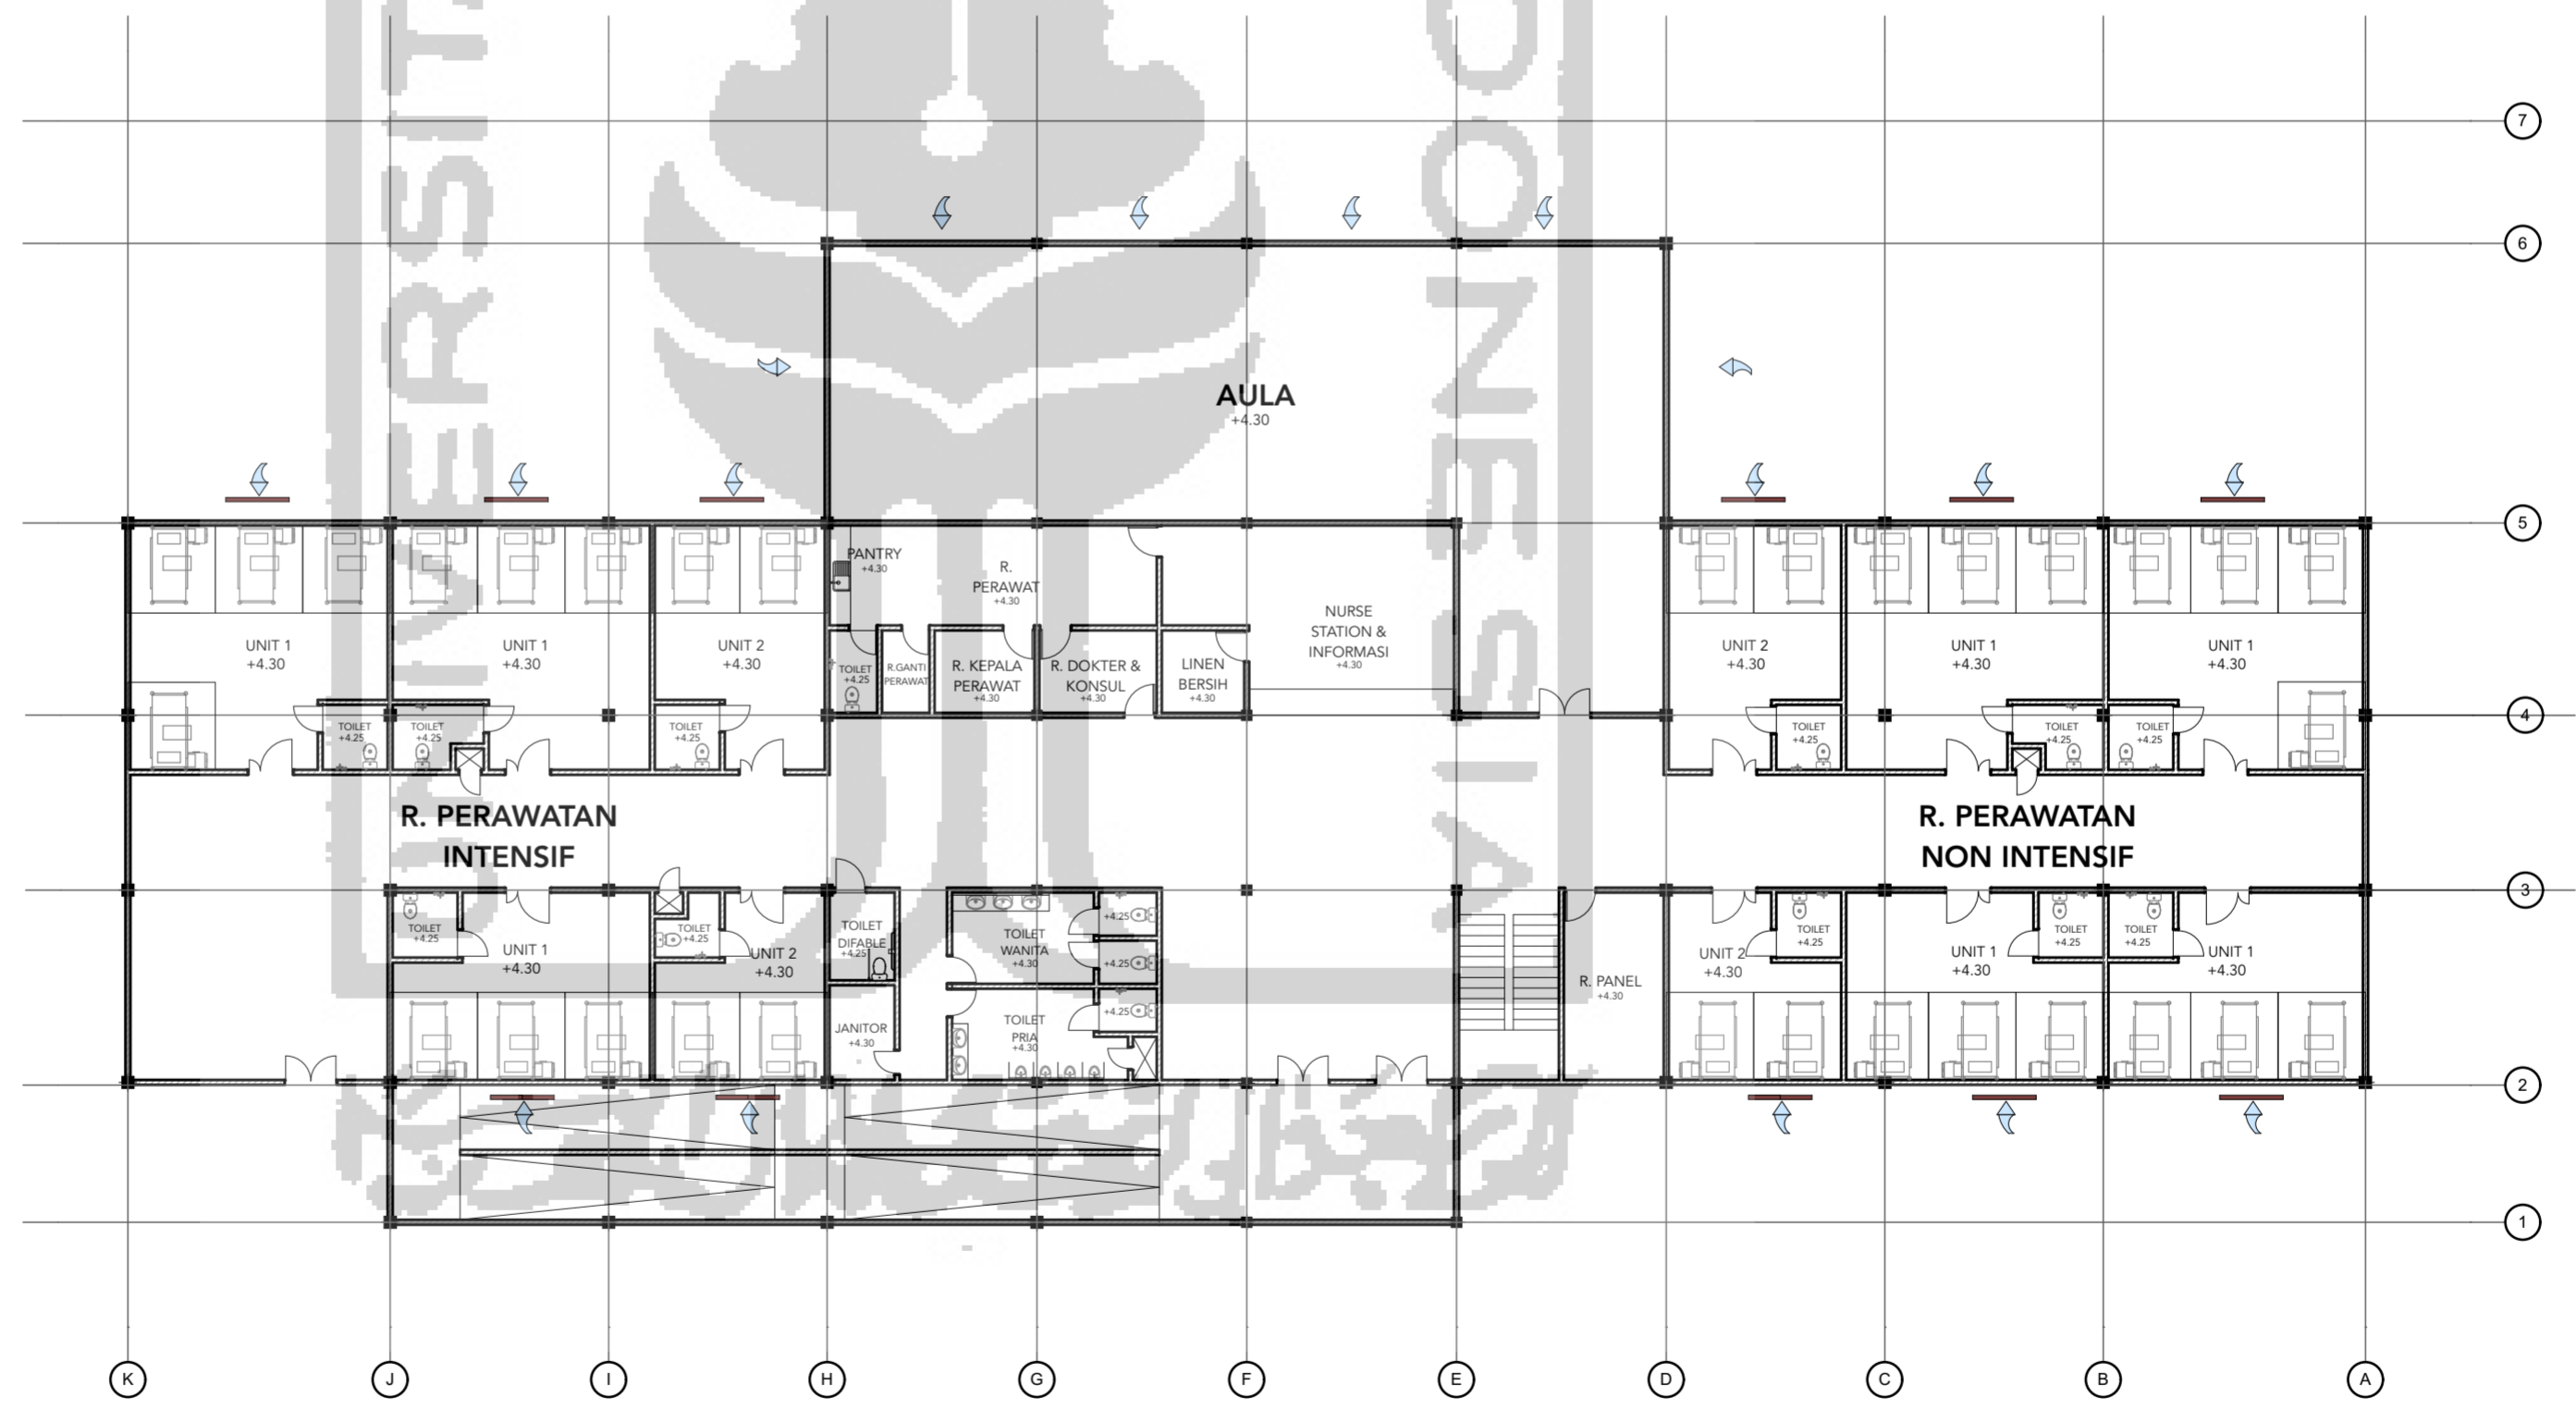 UNIVERSIT
INDONESIA
7
6
AULA
+4.30
5
PANTRY
+4.30
R.
PERAWAT
+4.30
NURSE
STATION &
INFORMASI
+4.30
UNIT 1
+4.30
UNIT 1
+4.30
UNIT 2
+4.30
TOILET
+4.25
R.GANTI
PERAWAT
R. KEPALA
PERAWAT
+4.30
R. DOKTER &
KONSUL
+4.30
LINEN
BERSIH
+4.30
UNIT 2
+4.30
UNIT 1
+4.30
UNIT 1
+4.30
4
TOILET
+4.25
TOILET
+4.25
TOILET
+4.25
TOILET
+4.25
TOILET
+4.25
TOILET
+4.25
R. PERAWATAN
INTENSIF
R. PERAWATAN
NON INTENSIF
3
TOILET
+4.25
UNIT 1
+4.30
TOILET
+4.25
UNIT 2
+4.30
TOILET
DIFABLE
+4.25
TOILET
WANITA
+4.30
+4.25
+4.25
+4.25
TOILET
PRIA
+4.30
JANITOR
+4.30
R. PANEL
+4.30
UNIT 2
+4.30
TOILET
+4.25
UNIT 1
+4.30
TOILET
+4.25
TOILET
+4.25
UNIT 1
+4.30
2
1
K
J
I
H
G
F
E
D
C
B
A